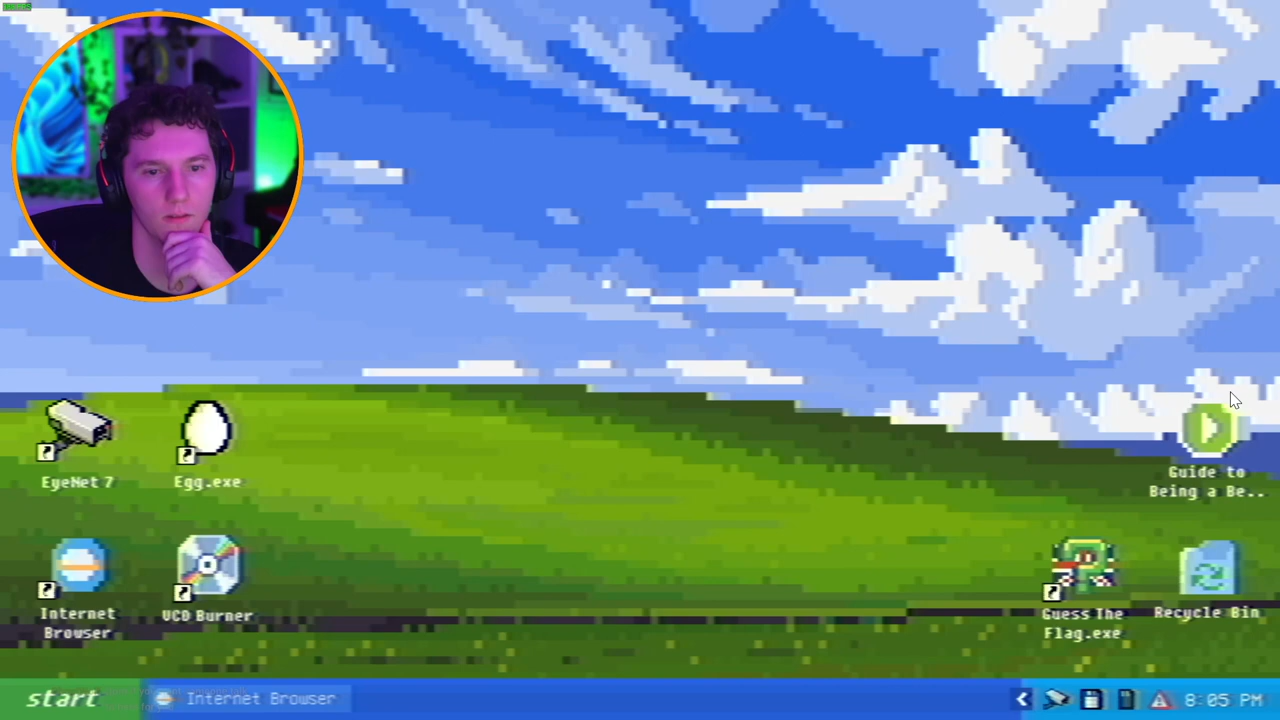 EyeNet 7
Egg.exe
Guide to
Being a Be..
Internet
Browser
VCD Burner
Guess The
Flag.exe
Recycle Bin
start
Internet Browser
8:05 PM